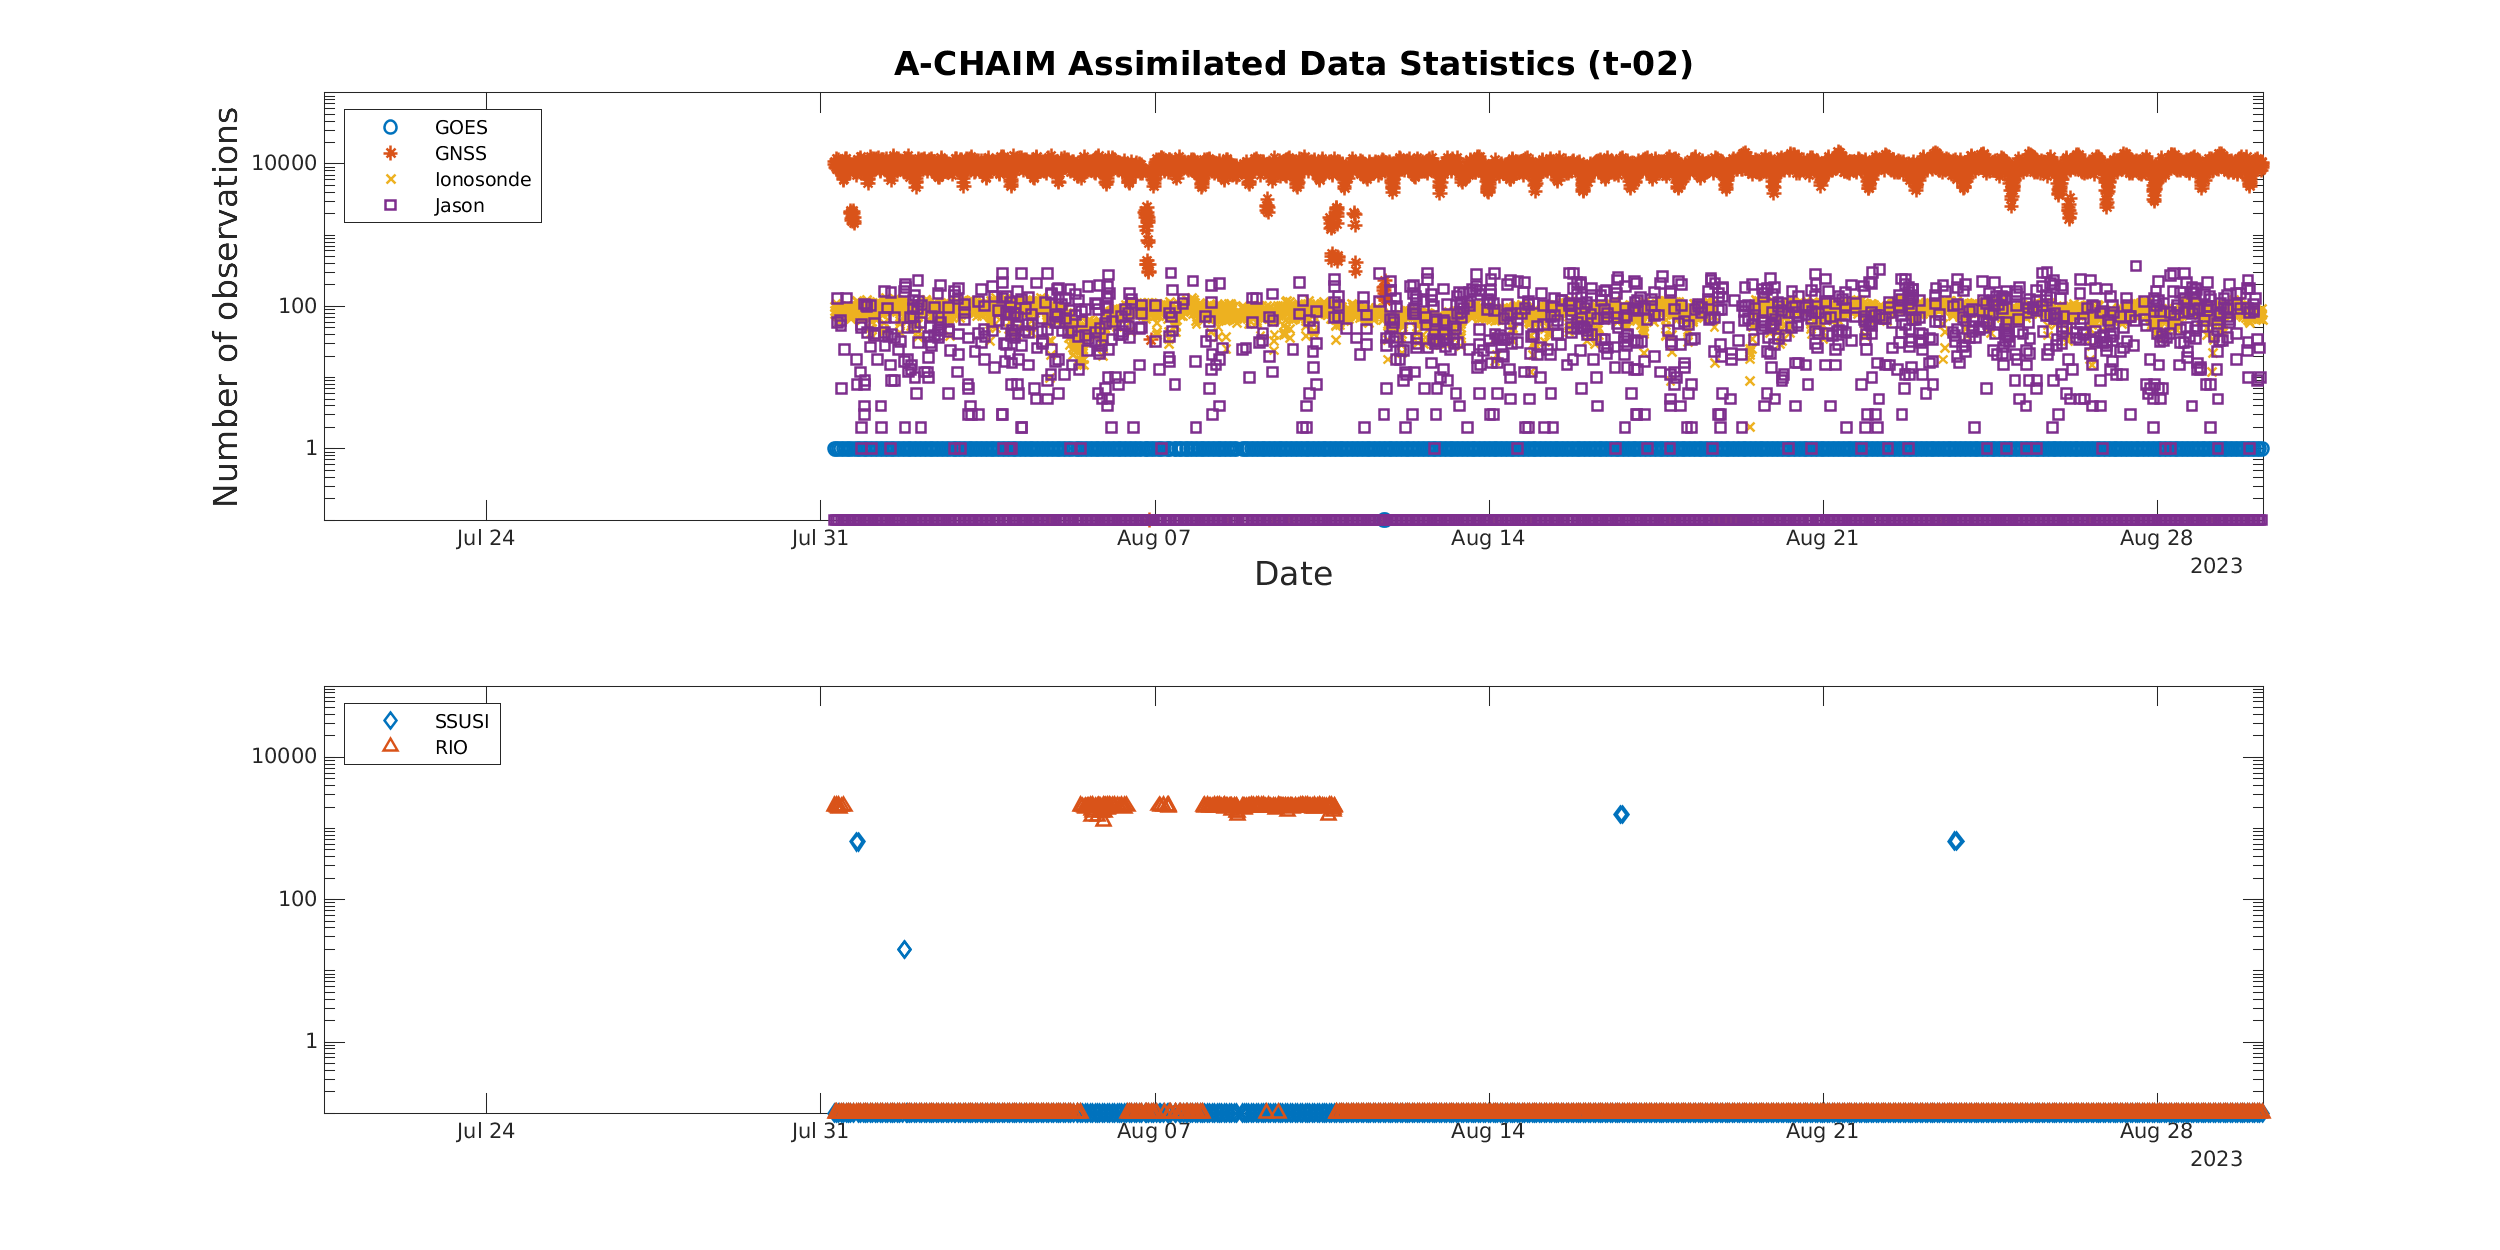 A-CHAIM Assimilated Data Statistics (t-02)
Number of observations
10000
100
1
GOES
GNSS
Ionosonde
Jason
Jul 24
Jul 31
Aug 07
Aug 14
Aug 21
Aug 28
2023
Date
10000
100
1
SSUSI
RIO
Jul 24
Jul 31
Aug 07
Aug 14
Aug 21
Aug 28
2023